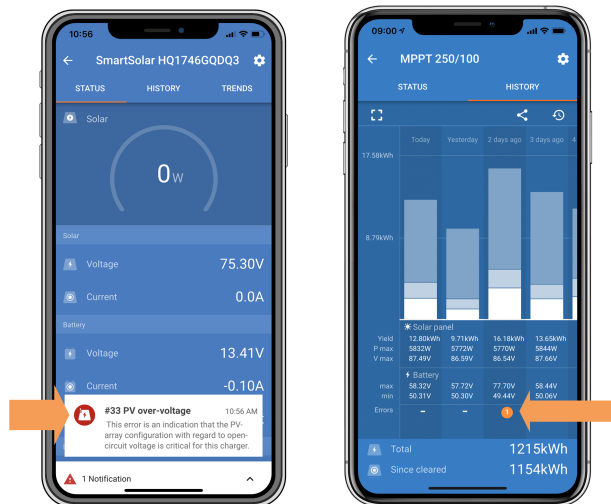 10:56
SmartSolar HQ1746GQDQ3
STATUS HISTORY TRENDS
Solar
0W
Solar
Voltage 75.30V
Current 0.0A
Battery
Voltage 13.41V
Current -0.10A
#33 PV over-voltage 10:56 AM
This error is an indication that the PV-
array configuration with regard to open-
circuit voltage is critical for this charger.
1 Notification
09:00
MPPT 250/100
STATUS HISTORY
Today Yesterday 2 days ago 3 days ago 4
17.58kWh
8.79kWh
Solar panel
Yield 12.80kWh 9.71kWh 16.18kWh 13.65kWh
P max 5832W 5772W 5770W 5844W
V max 87.49V 86.59V 86.54V 87.66V
Battery
max 58.32V 57.72V 77.70V 58.44V
min 50.31V 50.30V 49.44V 50.06V
Errors - - 1
Total 1215kWh
Since cleared 1154kWh